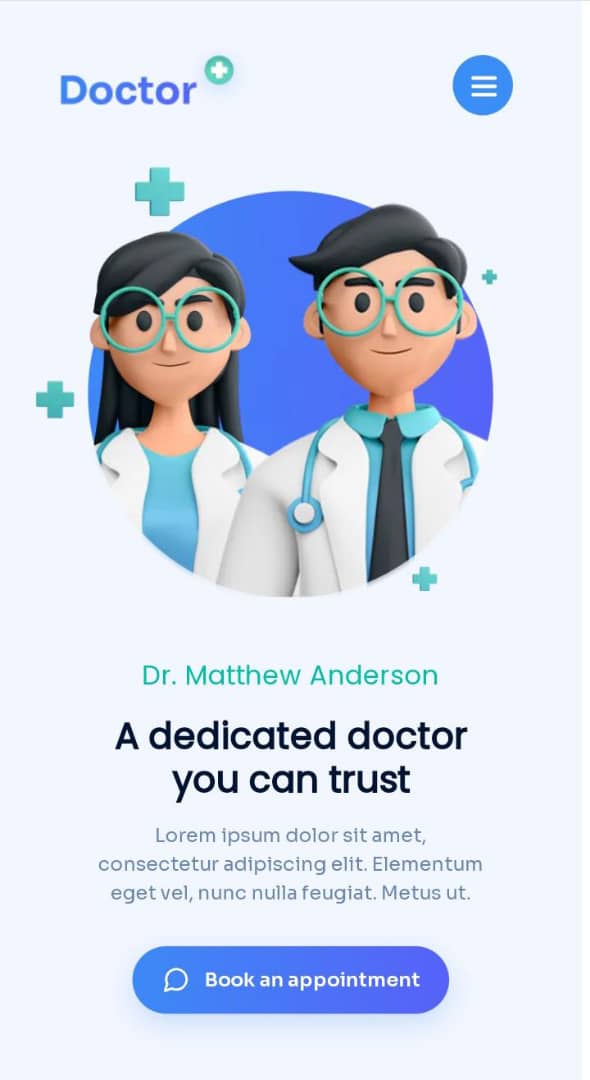 Doctor
Dr. Matthew Anderson
A dedicated doctor
you can trust
Lorem ipsum dolor sit amet,
consectetur adipiscing elit. Elementum
eget vel, nunc nulla feugiat. Metus ut.
Book an appointment